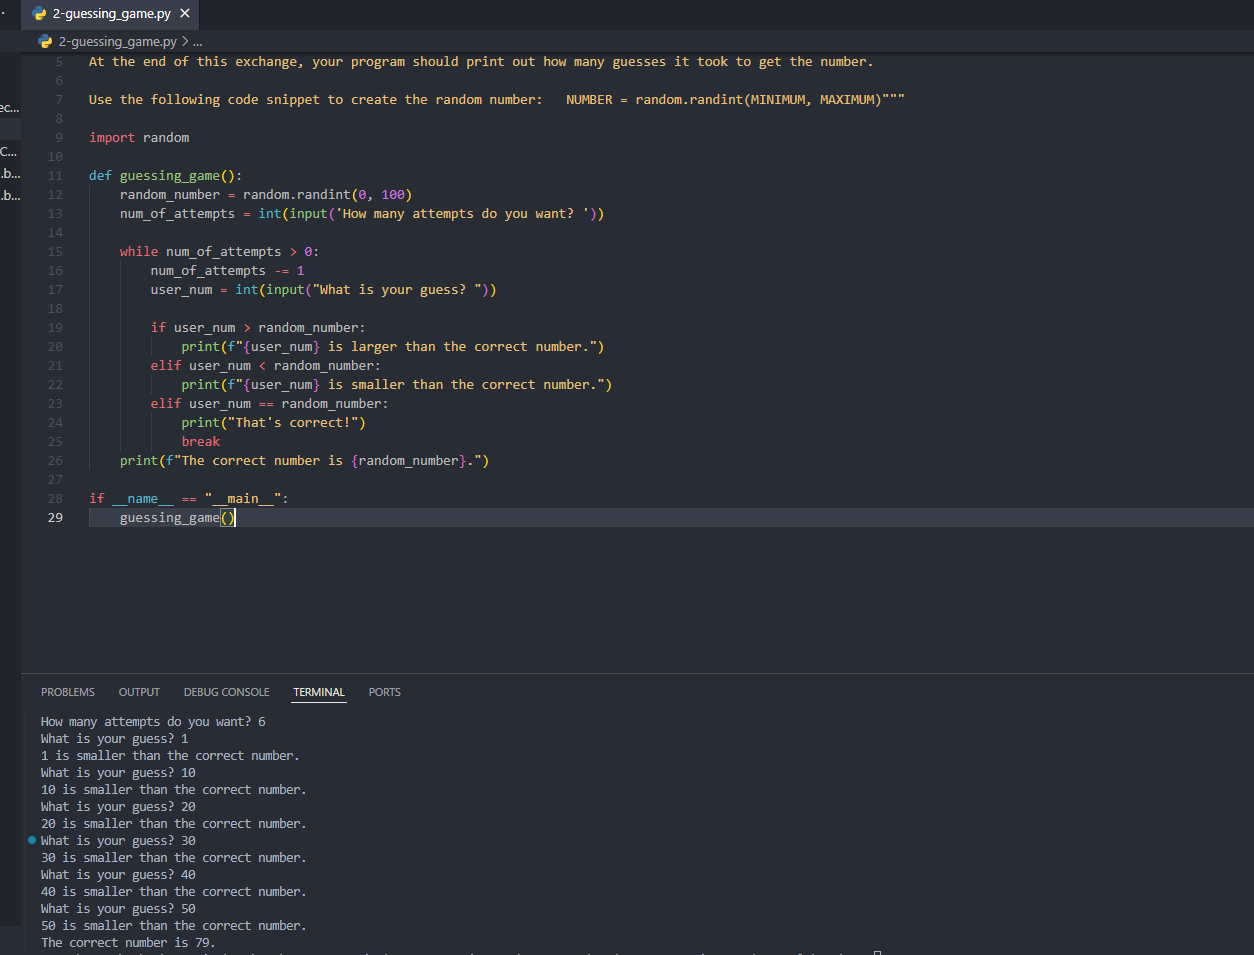 2-guessing_game.py
2-guessing_game.py > ...
5 At the end of this exchange, your program should print out how many guesses it took to get the number.
6
7 Use the following code snippet to create the random number:   NUMBER = random.randint(MINIMUM, MAXIMUM)"""
8
9 import random
10
11 def guessing_game():
12     random_number = random.randint(0, 100)
13     num_of_attempts = int(input('How many attempts do you want? '))
14
15     while num_of_attempts > 0:
16         num_of_attempts -= 1
17         user_num = int(input("What is your guess? "))
18
19         if user_num > random_number:
20             print(f"{user_num} is larger than the correct number.")
21         elif user_num < random_number:
22             print(f"{user_num} is smaller than the correct number.")
23         elif user_num == random_number:
24             print("That's correct!")
25             break
26     print(f"The correct number is {random_number}.")
27
28 if __name__ == "__main__":
29     guessing_game()
ec...
C...
.b...
.b...
PROBLEMS OUTPUT DEBUG CONSOLE TERMINAL PORTS
How many attempts do you want? 6
What is your guess? 1
1 is smaller than the correct number.
What is your guess? 10
10 is smaller than the correct number.
What is your guess? 20
20 is smaller than the correct number.
What is your guess? 30
30 is smaller than the correct number.
What is your guess? 40
40 is smaller than the correct number.
What is your guess? 50
50 is smaller than the correct number.
The correct number is 79.